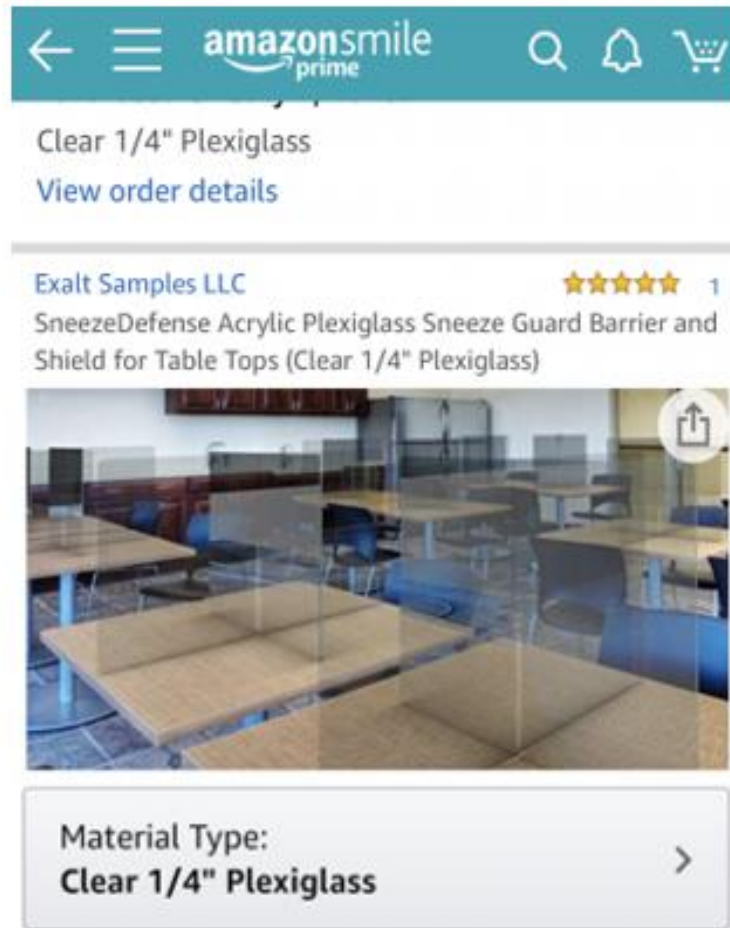 amazonsmile
prime
Clear 1/4" Plexiglass
View order details
Exalt Samples LLC 1
SneezeDefense Acrylic Plexiglass Sneeze Guard Barrier and
Shield for Table Tops (Clear 1/4" Plexiglass)
Material Type:
Clear 1/4" Plexiglass